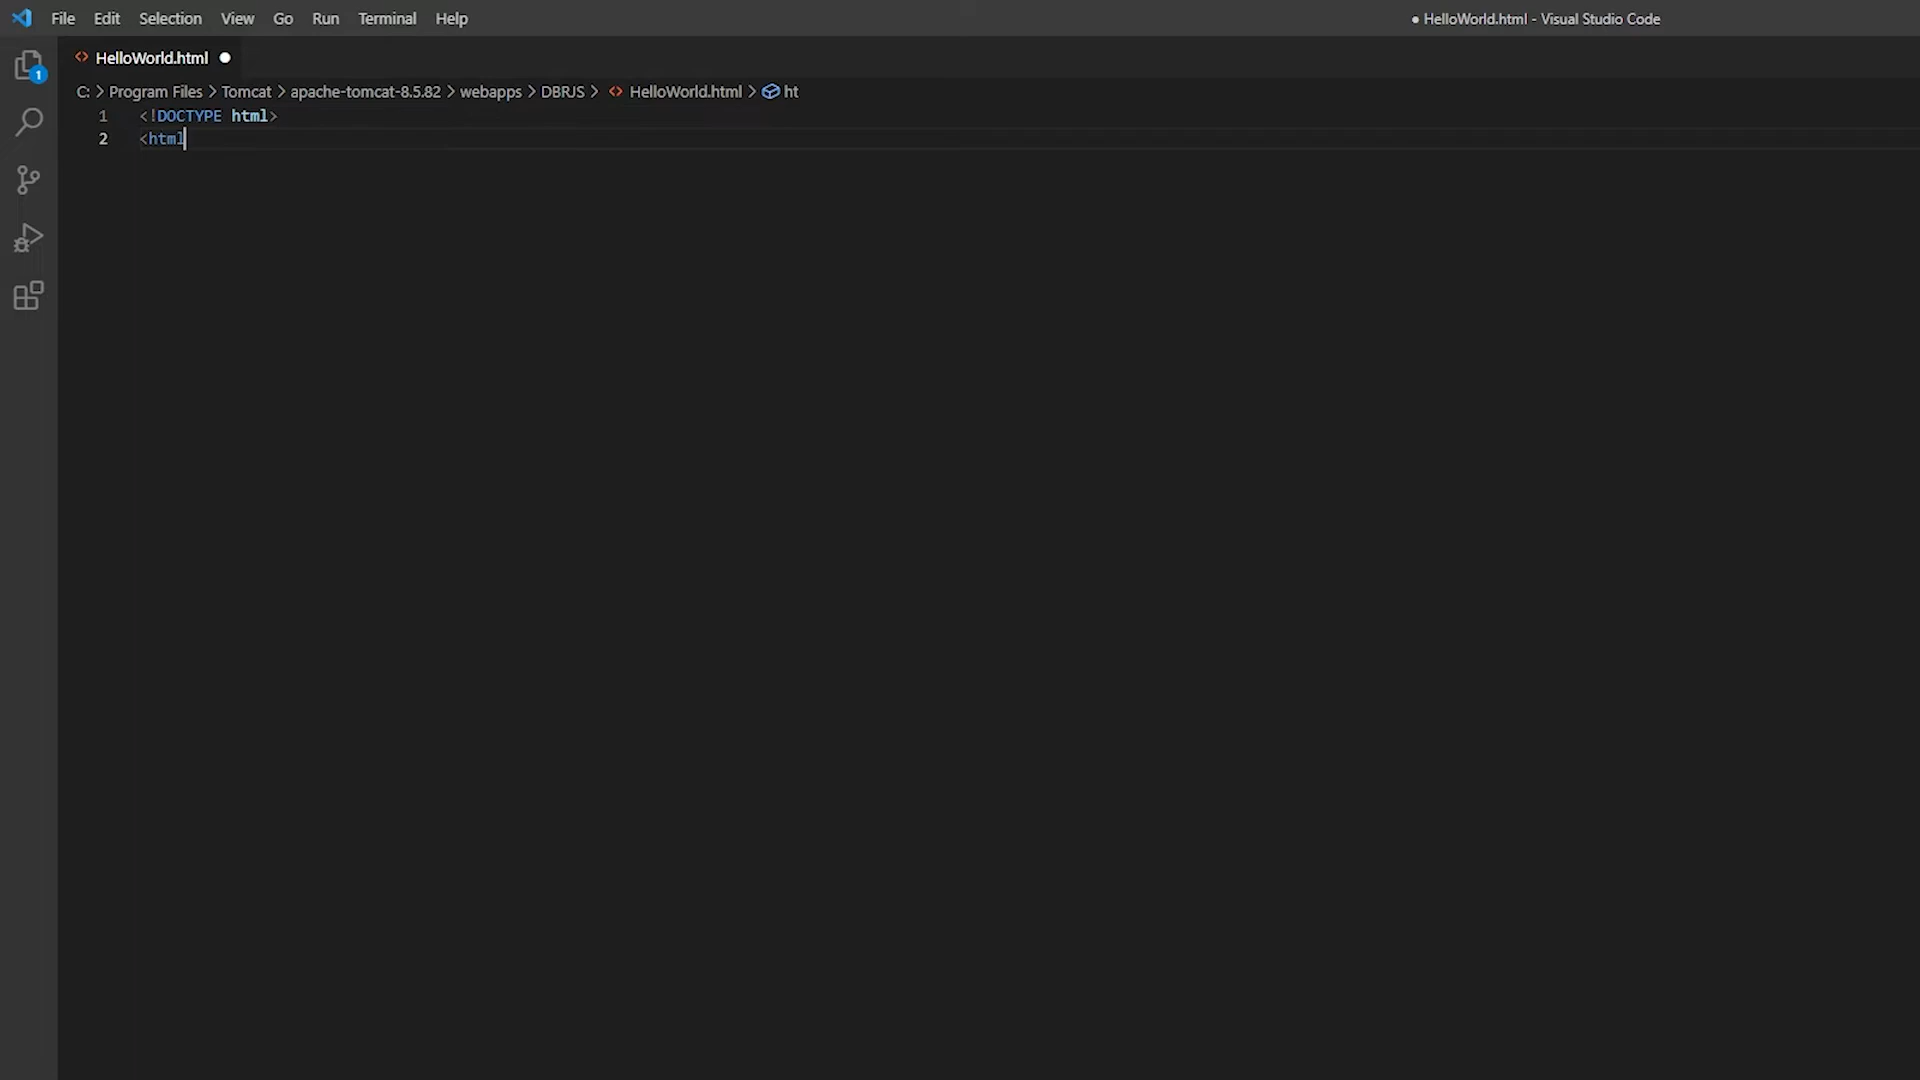 File Edit Selection View Go Run Terminal Help
● HelloWorld.html - Visual Studio Code
1
HelloWorld.html
C: > Program Files > Tomcat > apache-tomcat-8.5.82 > webapps > DBRJS > HelloWorld.html > ht
1 <!DOCTYPE html>
2 <html